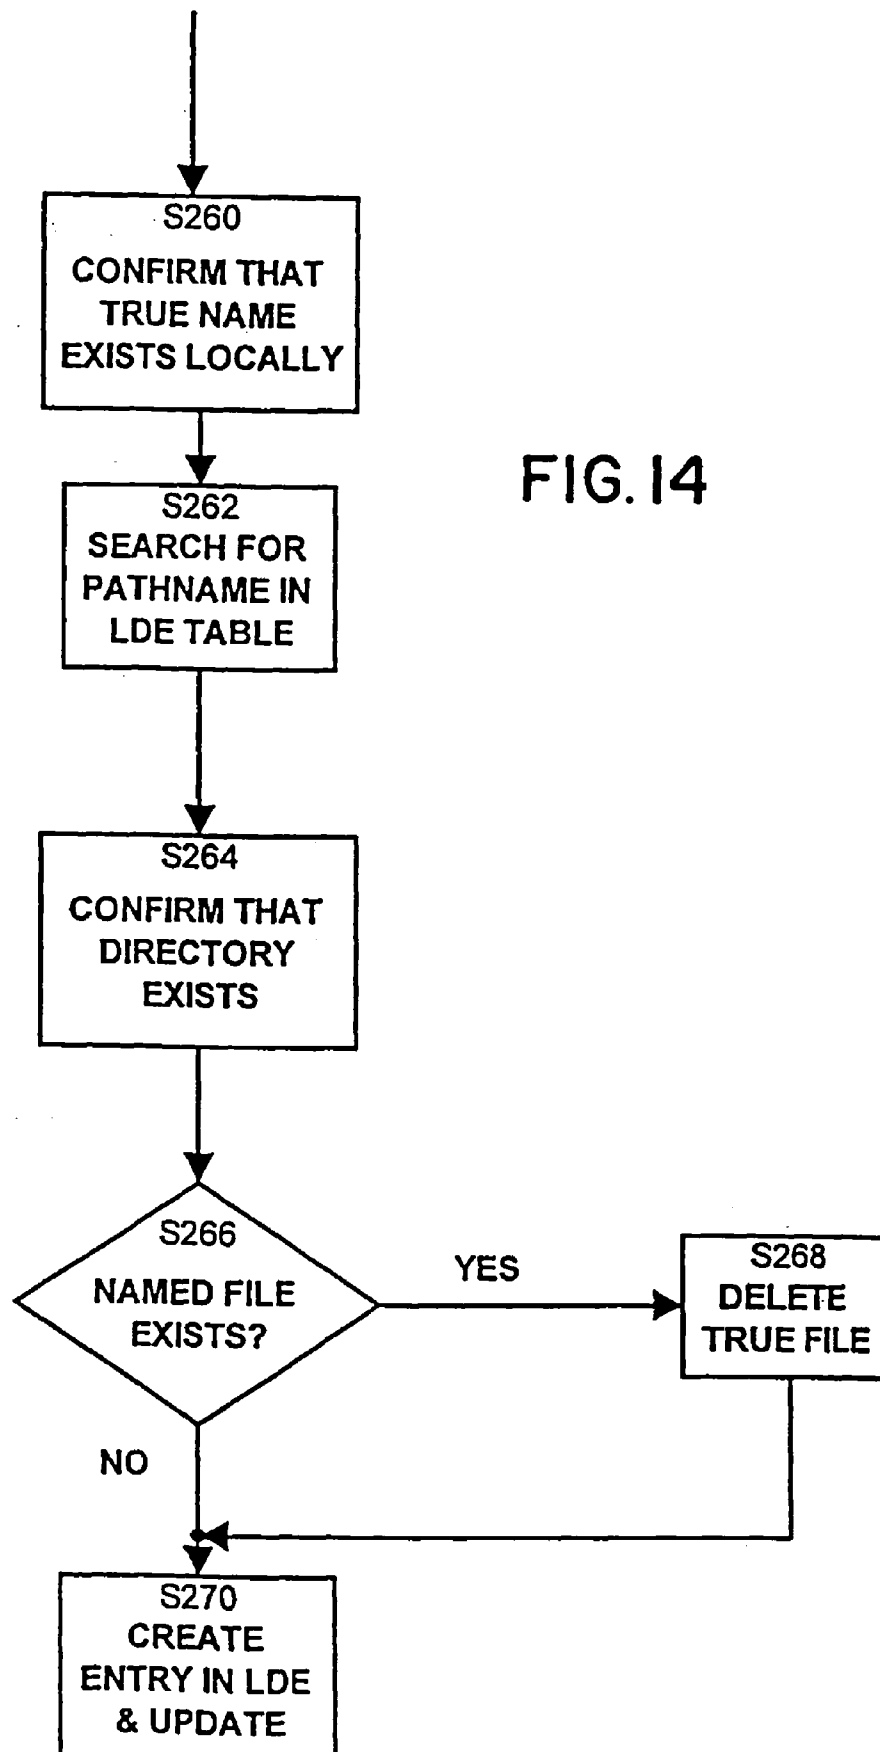 S260
CONFIRM THAT
TRUE NAME
EXISTS LOCALLY
FIG. 14
S262
SEARCH FOR
PATHNAME IN
LDE TABLE
S264
CONFIRM THAT
DIRECTORY
EXISTS
S266
NAMED FILE
EXISTS?
YES
S268
DELETE
TRUE FILE
NO
S270
CREATE
ENTRY IN LDE
& UPDATE